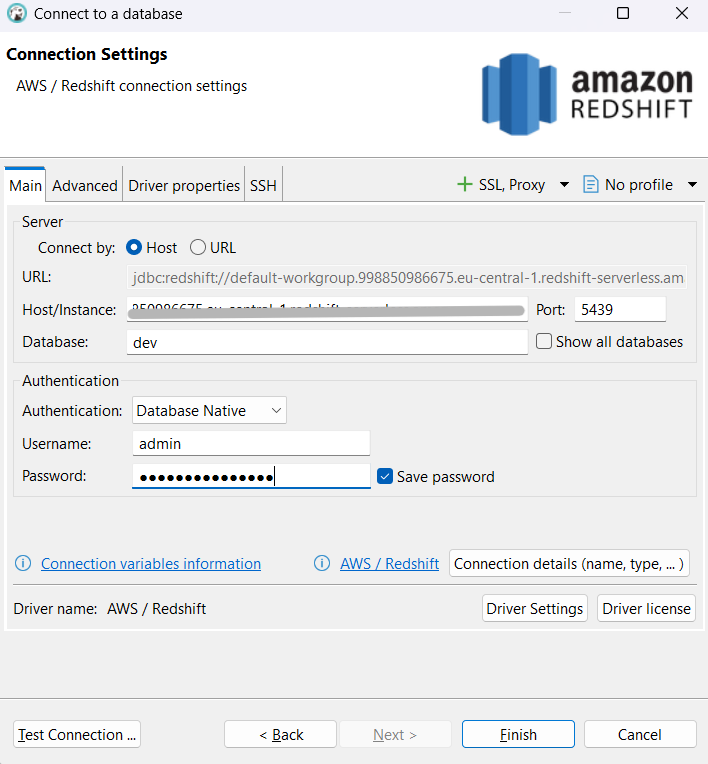 Connect to a database
Connection Settings
AWS / Redshift connection settings
amazon
REDSHIFT
Main Advanced Driver properties SSH SSL, Proxy No profile
Server
Connect by: Host URL
URL: jdbc:redshift://default-workgroup.998850986675.eu-central-1.redshift-serverless.am
Host/Instance: Port: 5439
Database: dev Show all databases
Authentication
Authentication: Database Native
Username: admin
Password: ●●●●●●●●●●●●●●● Save password
Connection variables information AWS / Redshift Connection details (name, type, ... )
Driver name: AWS / Redshift Driver Settings Driver license
Test Connection ... < Back Next > Finish Cancel